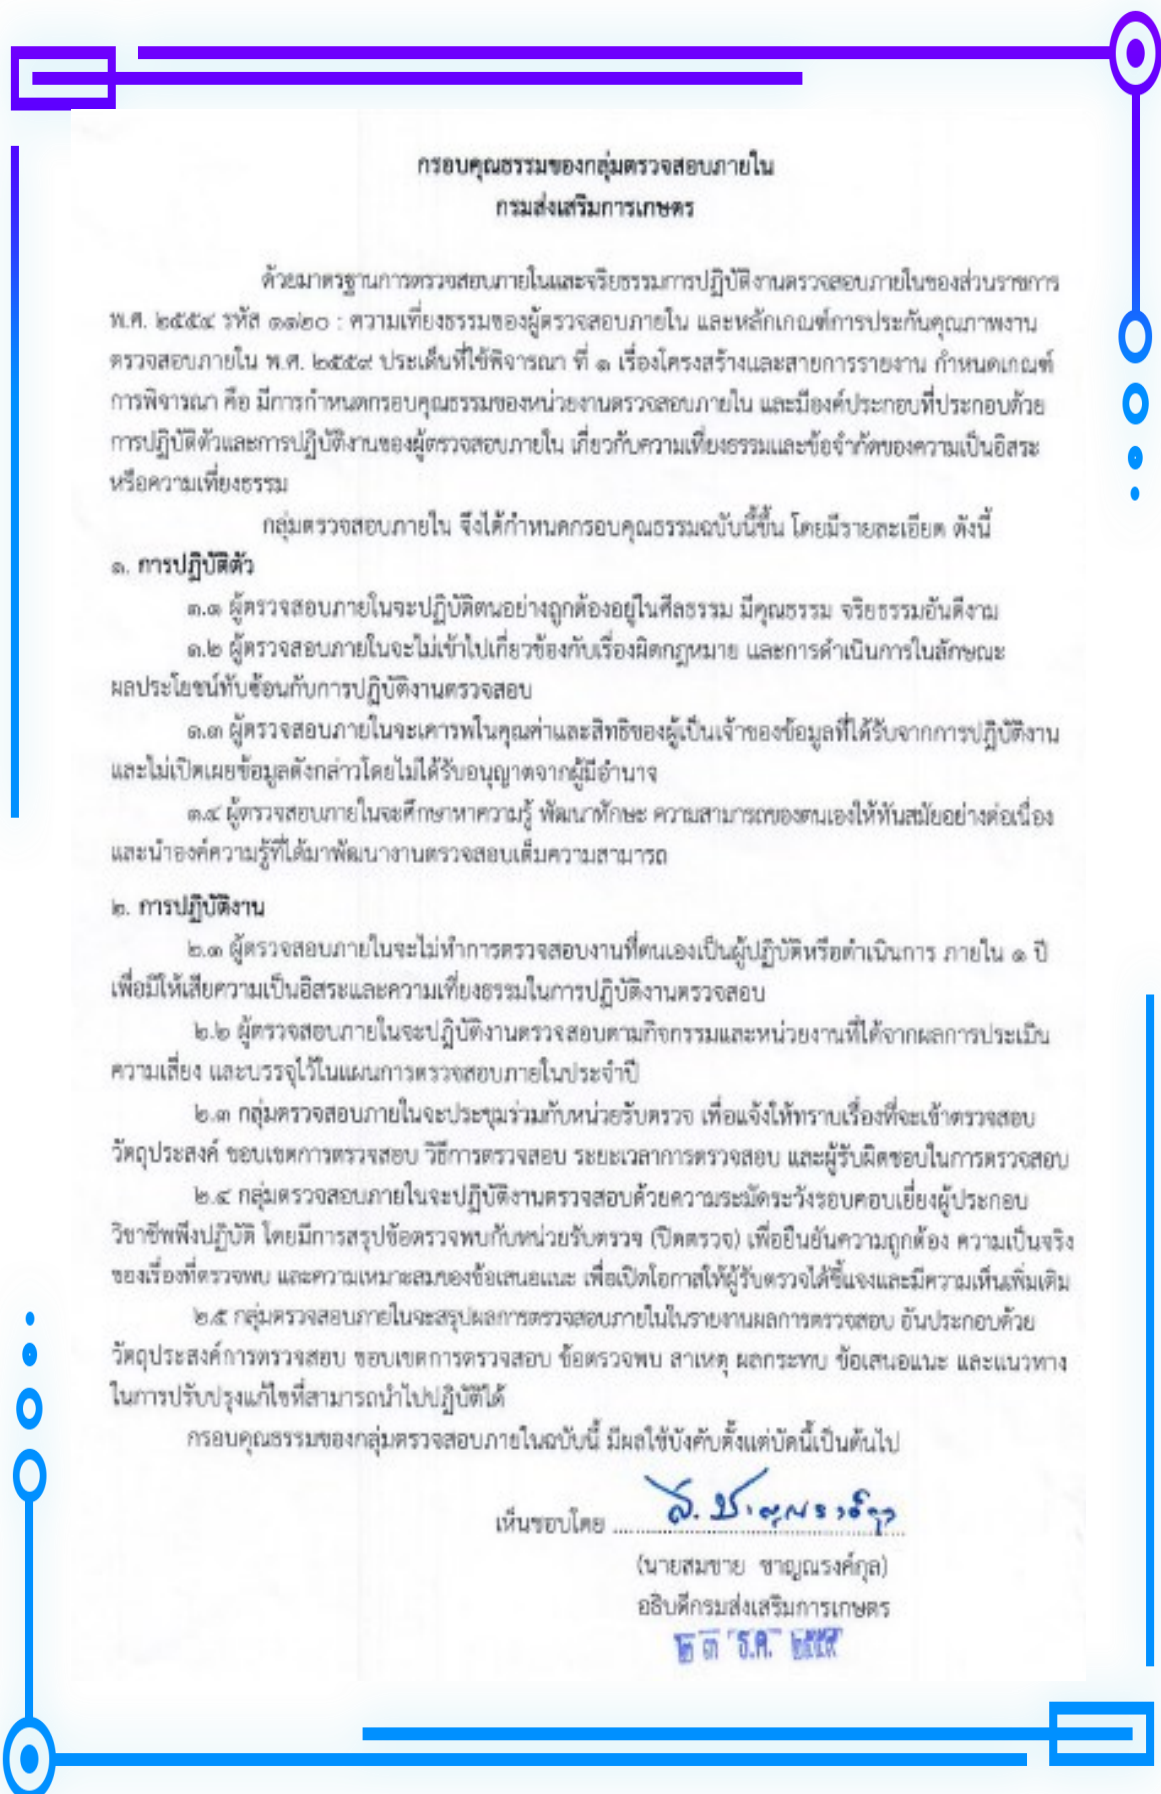 กรอบคุณธรรมของกลุ่มตรวจสอบภายใน
กรมส่งเสริมการเกษตร
ด้วยมาตรฐานการตรวจสอบภายในและจริยธรรมการปฏิบัติงานตรวจสอบภายในของส่วนราชการ
พ.ศ. ๒๕๕๔ รหัส ๑๑๒๐ : ความเที่ยงธรรมของผู้ตรวจสอบภายใน และหลักเกณฑ์การประกันคุณภาพงาน
ตรวจสอบภายใน พ.ศ. ๒๕๕๙ ประเด็นที่ใช้พิจารณา ที่ ๑ เรื่องโครงสร้างและสายการรายงาน กำหนดเกณฑ์
การพิจารณา คือ มีการกำหนดกรอบคุณธรรมของหน่วยงานตรวจสอบภายใน และมีองค์ประกอบที่ประกอบด้วย
การปฏิบัติตัวและการปฏิบัติงานของผู้ตรวจสอบภายใน เกี่ยวกับความเที่ยงธรรมและข้อจำกัดของความเป็นอิสระ
หรือความเที่ยงธรรม
กลุ่มตรวจสอบภายใน จึงได้กำหนดกรอบคุณธรรมฉบับนี้ขึ้น โดยมีรายละเอียด ดังนี้
๑. การปฏิบัติตัว
๑.๑ ผู้ตรวจสอบภายในจะปฏิบัติตนอย่างถูกต้องอยู่ในศีลธรรม มีคุณธรรม จริยธรรมอันดีงาม
๑.๒ ผู้ตรวจสอบภายในจะไม่เข้าไปเกี่ยวข้องกับเรื่องผิดกฎหมาย และการดำเนินการในลักษณะ
ผลประโยชน์ทับซ้อนกับการปฏิบัติงานตรวจสอบ
๑.๓ ผู้ตรวจสอบภายในจะเคารพในคุณค่าและสิทธิของผู้เป็นเจ้าของข้อมูลที่ได้รับจากการปฏิบัติงาน
และไม่เปิดเผยข้อมูลดังกล่าวโดยไม่ได้รับอนุญาตจากผู้มีอำนาจ
๑.๔ ผู้ตรวจสอบภายในจะศึกษาหาความรู้ พัฒนาทักษะ ความสามารถของตนเองให้ทันสมัยอย่างต่อเนื่อง
และนำองค์ความรู้ที่ได้มาพัฒนางานตรวจสอบเต็มความสามารถ
๒. การปฏิบัติงาน
๒.๑ ผู้ตรวจสอบภายในจะไม่ทำการตรวจสอบงานที่ตนเองเป็นผู้ปฏิบัติหรือดำเนินการ ภายใน ๑ ปี
เพื่อมิให้เสียความเป็นอิสระและความเที่ยงธรรมในการปฏิบัติงานตรวจสอบ
๒.๒ ผู้ตรวจสอบภายในจะปฏิบัติงานตรวจสอบตามกิจกรรมและหน่วยงานที่ได้จากผลการประเมิน
ความเสี่ยง และบรรจุไว้ในแผนการตรวจสอบภายในประจำปี
๒.๓ กลุ่มตรวจสอบภายในจะประชุมร่วมกับหน่วยรับตรวจ เพื่อแจ้งให้ทราบเรื่องที่จะเข้าตรวจสอบ
วัตถุประสงค์ ขอบเขตการตรวจสอบ วิธีการตรวจสอบ ระยะเวลาการตรวจสอบ และผู้รับผิดชอบในการตรวจสอบ
๒.๔ กลุ่มตรวจสอบภายในจะปฏิบัติงานตรวจสอบด้วยความระมัดระวังรอบคอบเยี่ยงผู้ประกอบ
วิชาชีพพึงปฏิบัติ โดยมีการสรุปข้อตรวจพบกับหน่วยรับตรวจ (ปิดตรวจ) เพื่อยืนยันความถูกต้อง ความเป็นจริง
ของเรื่องที่ตรวจพบ และความเหมาะสมของข้อเสนอแนะ เพื่อเปิดโอกาสให้ผู้รับตรวจได้ชี้แจงและมีความเห็นเพิ่มเติม
๒.๕ กลุ่มตรวจสอบภายในจะสรุปผลการตรวจสอบภายในในรายงานผลการตรวจสอบ อันประกอบด้วย
วัตถุประสงค์การตรวจสอบ ขอบเขตการตรวจสอบ ข้อตรวจพบ สาเหตุ ผลกระทบ ข้อเสนอแนะ และแนวทาง
ในการปรับปรุงแก้ไขที่สามารถนำไปปฏิบัติได้
กรอบคุณธรรมของกลุ่มตรวจสอบภายในฉบับนี้ มีผลใช้บังคับตั้งแต่บัดนี้เป็นต้นไป
เห็นชอบโดย
(นายสมชาย ชาญณรงค์กุล)
อธิบดีกรมส่งเสริมการเกษตร
๒ ๓ ธ.ค. ๒๕๕๙